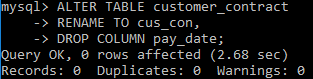 mysql> ALTER TABLE customer_contract
    -> RENAME TO cus_con,
    -> DROP COLUMN pay_date;
Query OK, 0 rows affected (2.68 sec)
Records: 0  Duplicates: 0  Warnings: 0